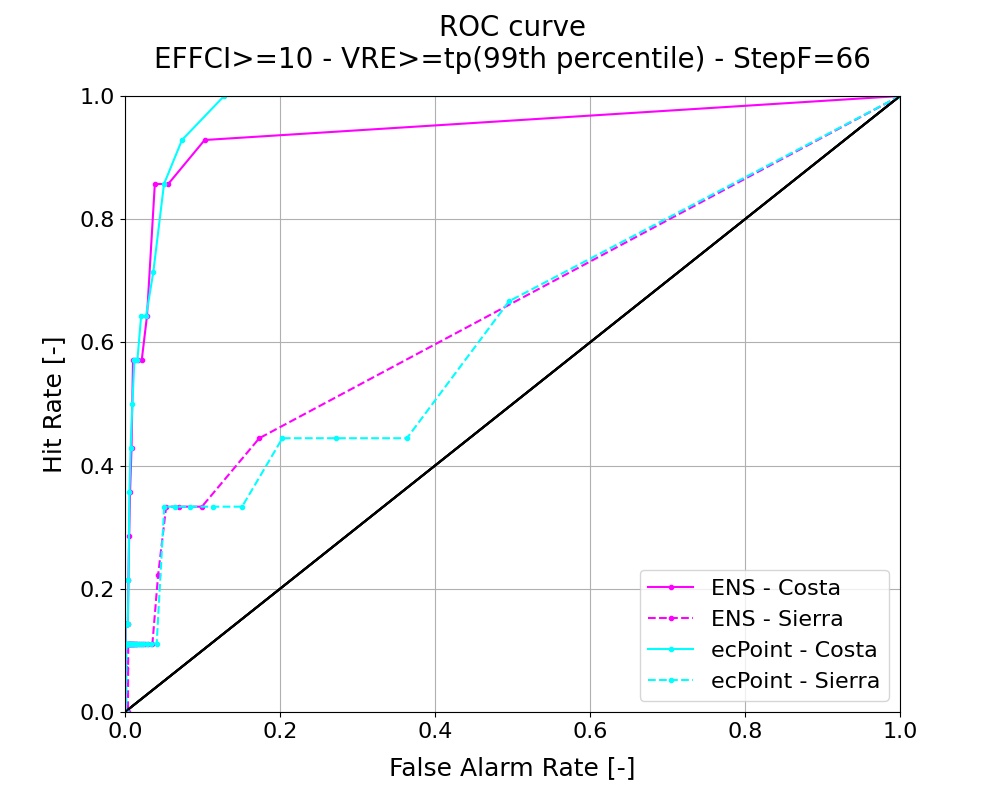 ROC curve
EFFCI>=10 - VRE>=tp(99th percentile) - StepF=66
1.0
0.8
0.6
0.4
0.2
0.0
Hit Rate [-]
ENS - Costa
ENS - Sierra
ecPoint - Costa
ecPoint - Sierra
0.0 0.2 0.4 0.6 0.8 1.0
False Alarm Rate [-]